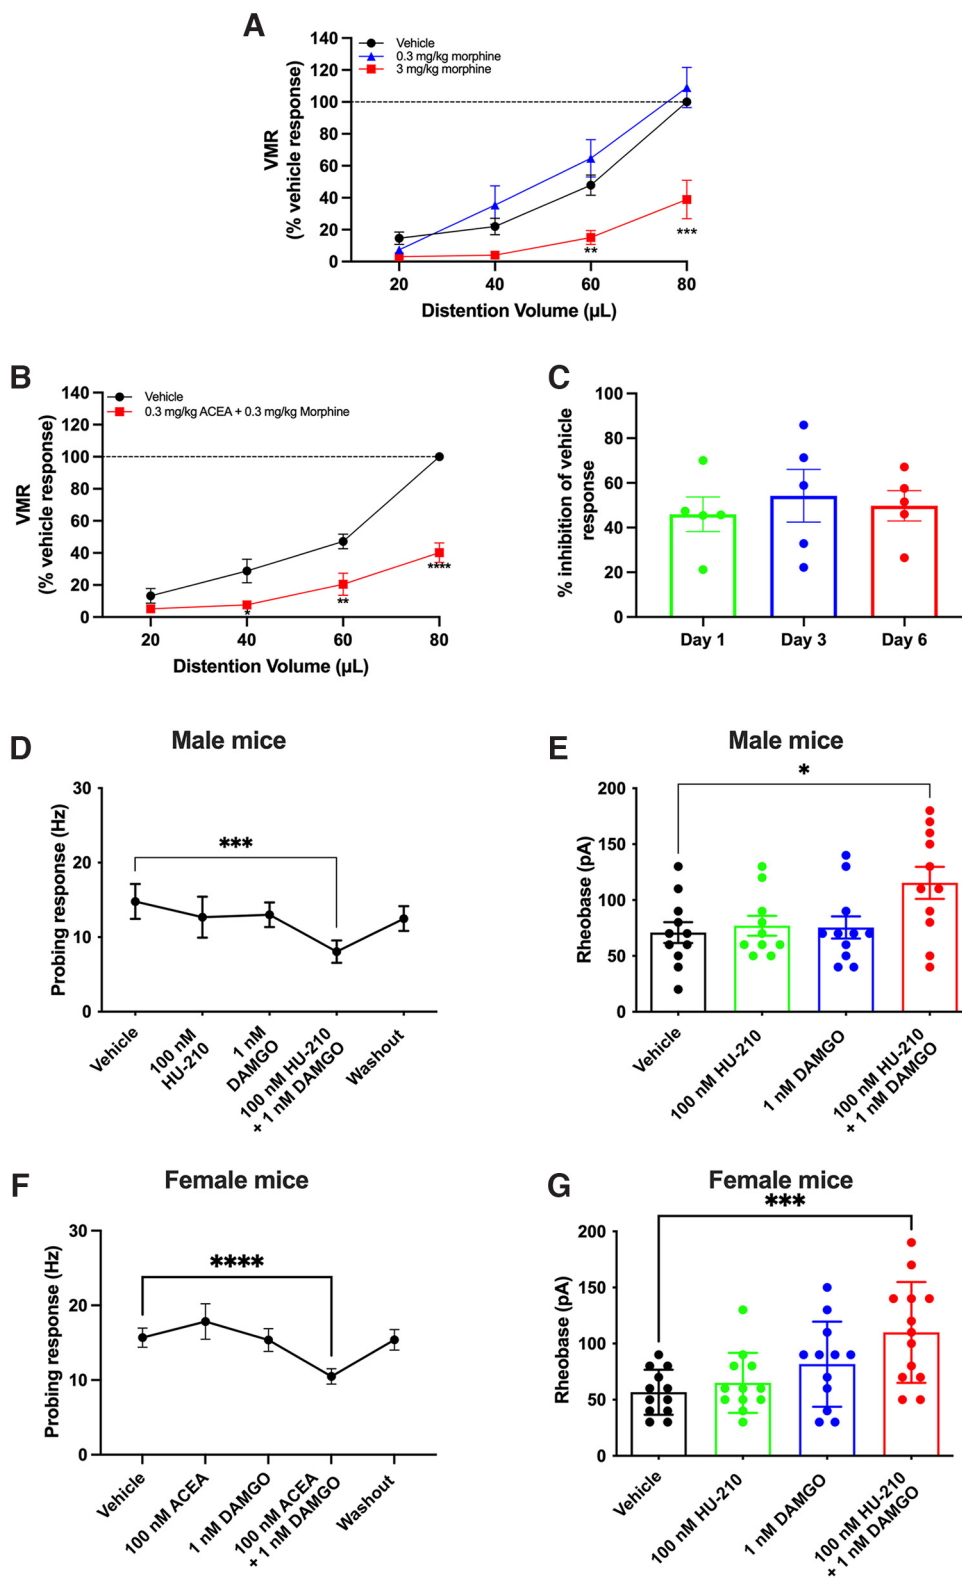 A
140
120
100
80
60
40
20
0
VMR
(% vehicle response)
Vehicle
0.3 mg/kg morphine
3 mg/kg morphine
**
***
20 40 60 80
Distention Volume (µL)
B
140
120
100
80
60
40
20
0
VMR
(% vehicle response)
Vehicle
0.3 mg/kg ACEA + 0.3 mg/kg Morphine
*
**
****
20 40 60 80
Distention Volume (µL)
C
100
80
60
40
20
0
% inhibition of vehicle
response
Day 1 Day 3 Day 6
D
Male mice
30
20
10
0
Probing response (Hz)
***
Vehicle
100 nM
HU-210
1 nM
DAMGO
100 nM HU-210
+ 1 nM DAMGO
Washout
E
Male mice
200
150
100
50
0
Rheobase (pA)
*
Vehicle
100 nM HU-210
1 nM DAMGO
100 nM HU-210
+ 1 nM DAMGO
F
Female mice
30
20
10
0
Probing response (Hz)
****
Vehicle
100 nM ACEA
1 nM DAMGO
100 nM ACEA
+ 1 nM DAMGO
Washout
G
Female mice
200
150
100
50
0
Rheobase (pA)
***
Vehicle
100 nM HU-210
1 nM DAMGO
100 nM HU-210
+ 1 nM DAMGO